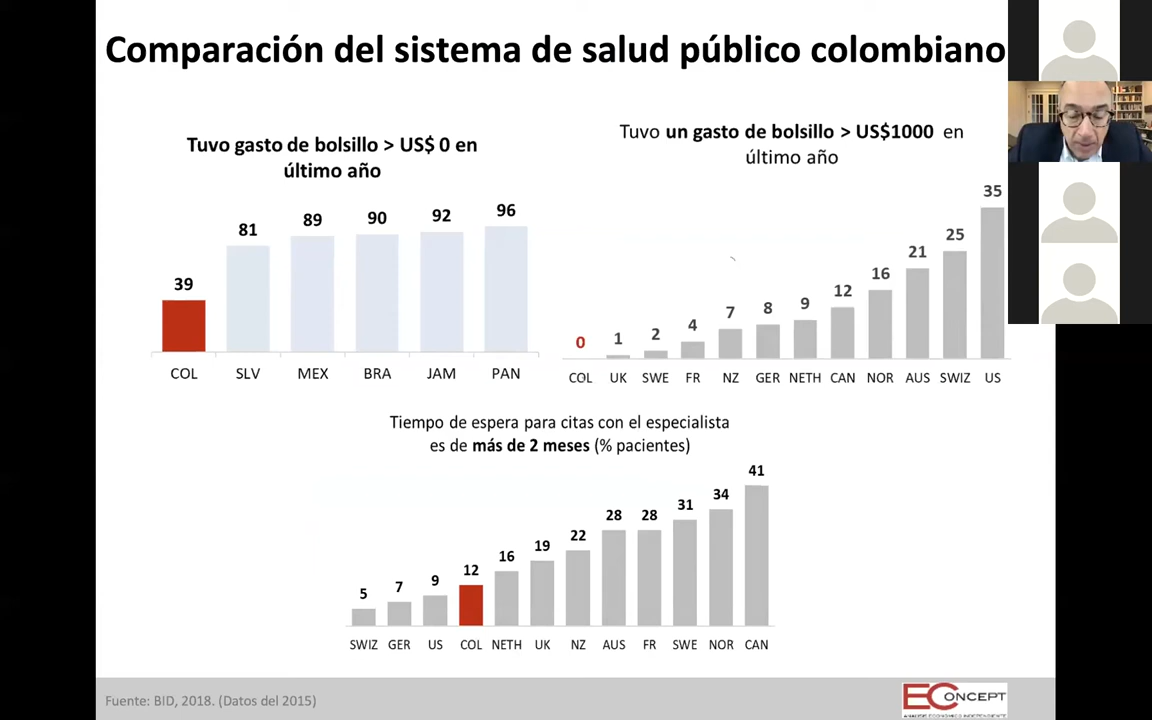 Comparación del sistema de salud público colombiano
Tuvo gasto de bolsillo > US$ 0 en
último año
39
81
89
90
92
96
COL
SLV
MEX
BRA
JAM
PAN
Tuvo un gasto de bolsillo > US$1000 en
último año
0
1
2
4
7
8
9
12
16
21
25
35
COL
UK
SWE
FR
NZ
GER
NETH
CAN
NOR
AUS
SWIZ
US
Tiempo de espera para citas con el especialista
es de más de 2 meses (% pacientes)
5
7
9
12
16
19
22
28
28
31
34
41
SWIZ
GER
US
COL
NETH
UK
NZ
AUS
FR
SWE
NOR
CAN
Fuente: BID, 2018. (Datos del 2015)
ECONCEPT
ANÁLISIS ECONÓMICO INDEPENDIENTE